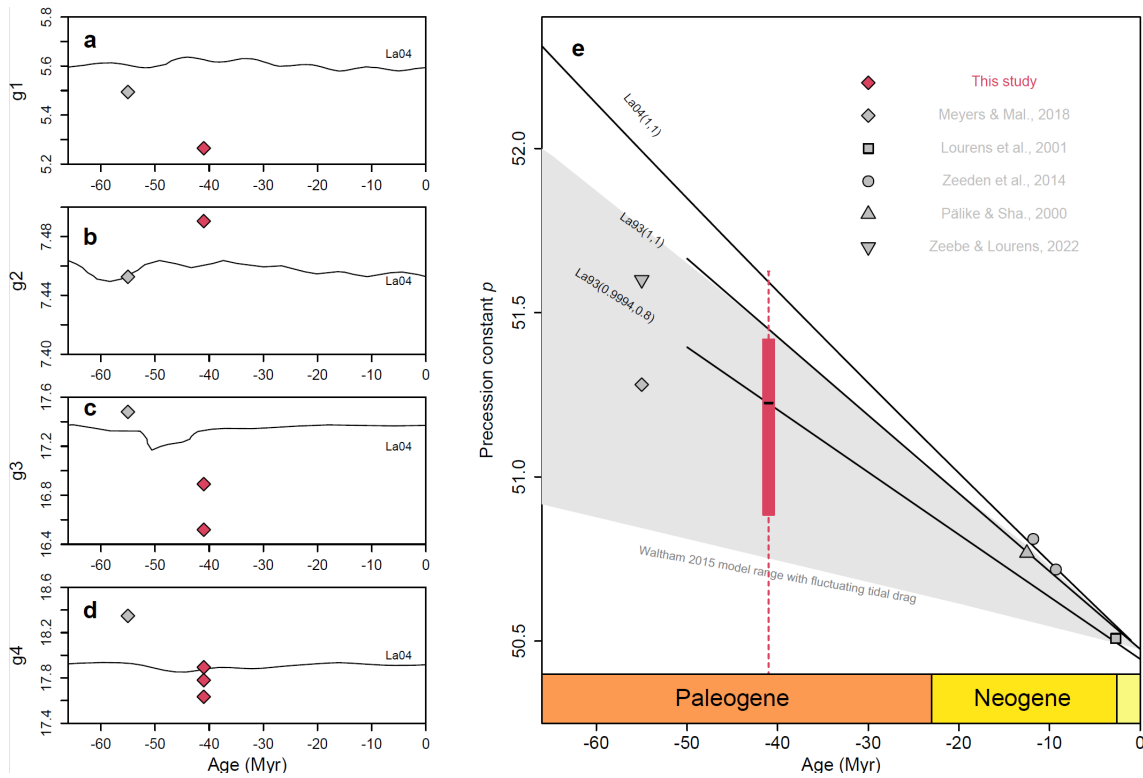 a
La04
g1
5.2
5.4
5.6
5.8
-60
-50
-40
-30
-20
-10
0
b
La04
g2
7.40
7.44
7.48
-60
-50
-40
-30
-20
-10
0
c
La04
g3
16.4
16.8
17.2
17.6
-60
-50
-40
-30
-20
-10
0
d
La04
g4
17.4
17.8
18.2
18.6
-60
-50
-40
-30
-20
-10
0
Age (Myr)
e
This study
Meyers & Mal., 2018
Lourens et al., 2001
Zeeden et al., 2014
Pälike & Sha., 2000
Zeebe & Lourens, 2022
La04(1,1)
La93(1,1)
La93(0.9994,0.8)
Waltham 2015 model range with fluctuating tidal drag
Precession constant p
50.5
51.0
51.5
52.0
Paleogene
Neogene
-60
-50
-40
-30
-20
-10
0
Age (Myr)